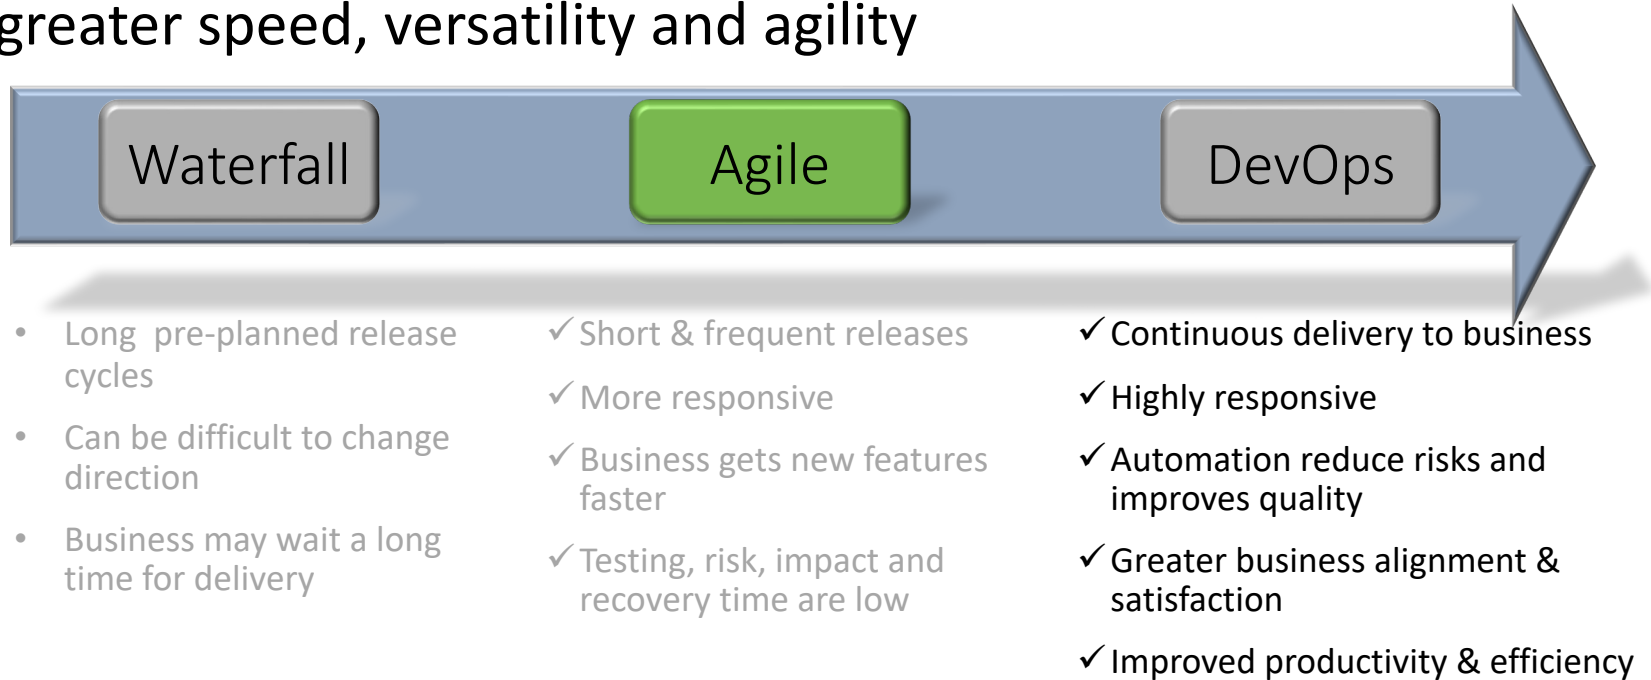 greater speed, versatility and agility
Waterfall
Agile
DevOps
• Long pre-planned release
cycles
• Can be difficult to change
direction
• Business may wait a long
time for delivery
✓ Short & frequent releases
✓ More responsive
✓ Business gets new features
faster
✓ Testing, risk, impact and
recovery time are low
✓ Continuous delivery to business
✓ Highly responsive
✓ Automation reduce risks and
improves quality
✓ Greater business alignment &
satisfaction
✓ Improved productivity & efficiency